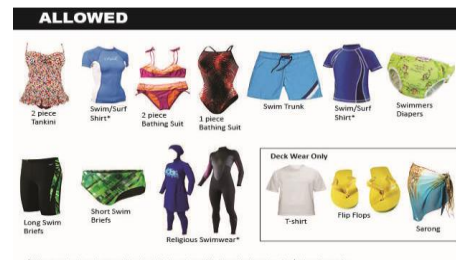 ALLOWED
2 piece
Tankini
Swim/Surf
Shirt*
2 piece
Bathing Suit
1 piece
Bathing Suit
Swim Trunk
Swim/Surf
Shirt*
Swimmers
Diapers
Long Swim
Briefs
Short Swim
Briefs
Religious Swimwear*
Deck Wear Only
T-shirt
Flip Flops
Sarong